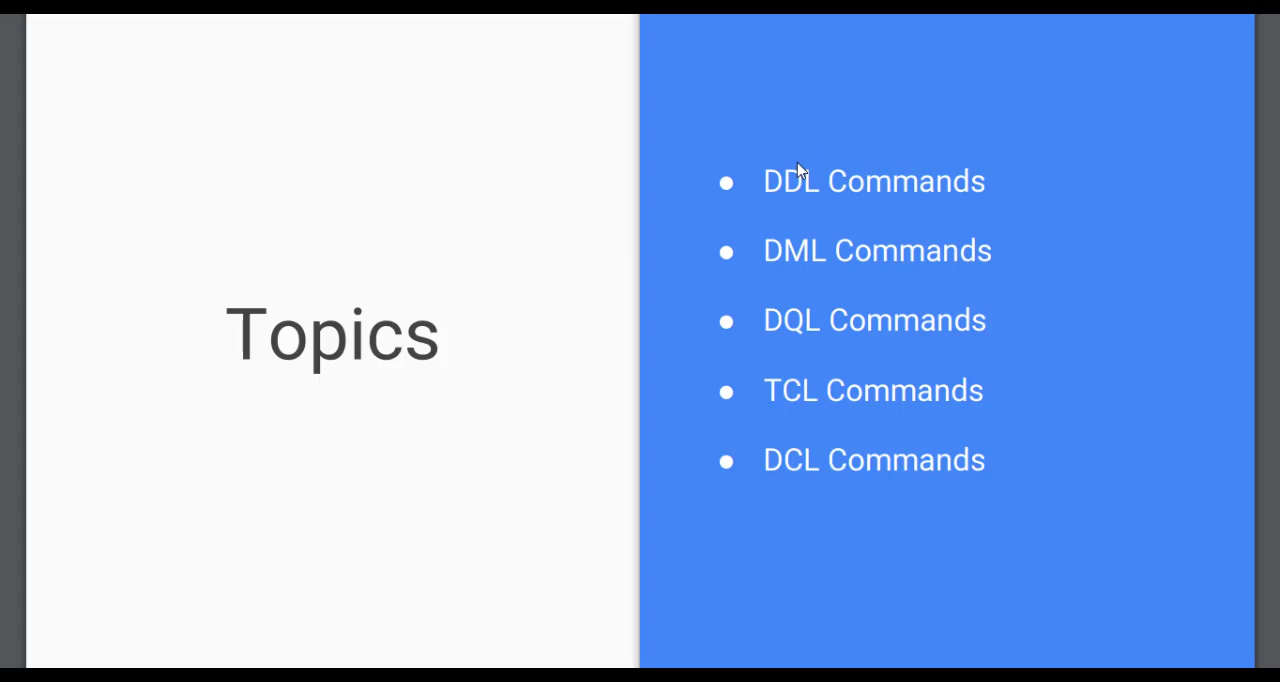 Topics
DDL Commands
DML Commands
DQL Commands
TCL Commands
DCL Commands